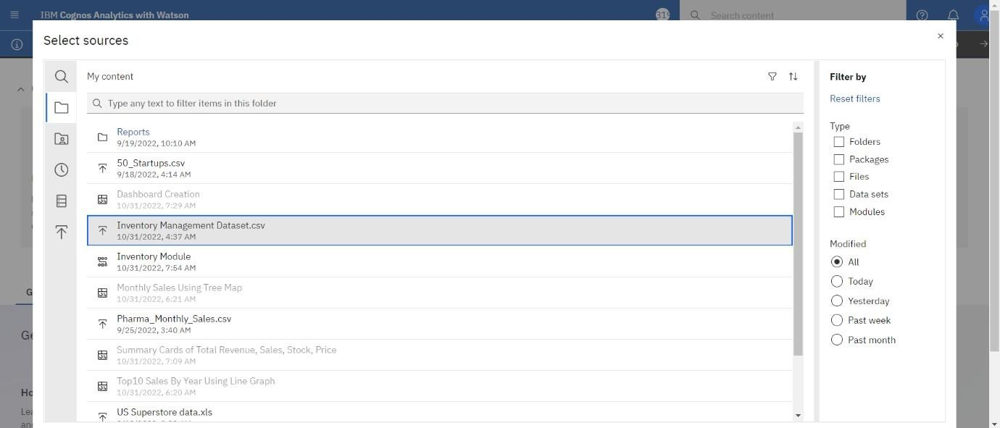 IBM Cognos Analytics with Watson
Search content
Select sources
My content
Type any text to filter items in this folder
Reports
9/19/2022, 10:10 AM
50_Startups.csv
9/18/2022, 4:14 AM
Dashboard Creation
10/31/2022, 7:29 AM
Inventory Management Dataset.csv
10/31/2022, 4:37 AM
Inventory Module
10/31/2022, 7:54 AM
Monthly Sales Using Tree Map
10/31/2022, 6:21 AM
Pharma_Monthly_Sales.csv
9/25/2022, 3:40 AM
Summary Cards of Total Revenue, Sales, Stock, Price
10/31/2022, 7:09 AM
Top10 Sales By Year Using Line Graph
10/31/2022, 6:20 AM
US Superstore data.xls
Filter by
Reset filters
Type
Folders
Packages
Files
Data sets
Modules
Modified
All
Today
Yesterday
Past week
Past month